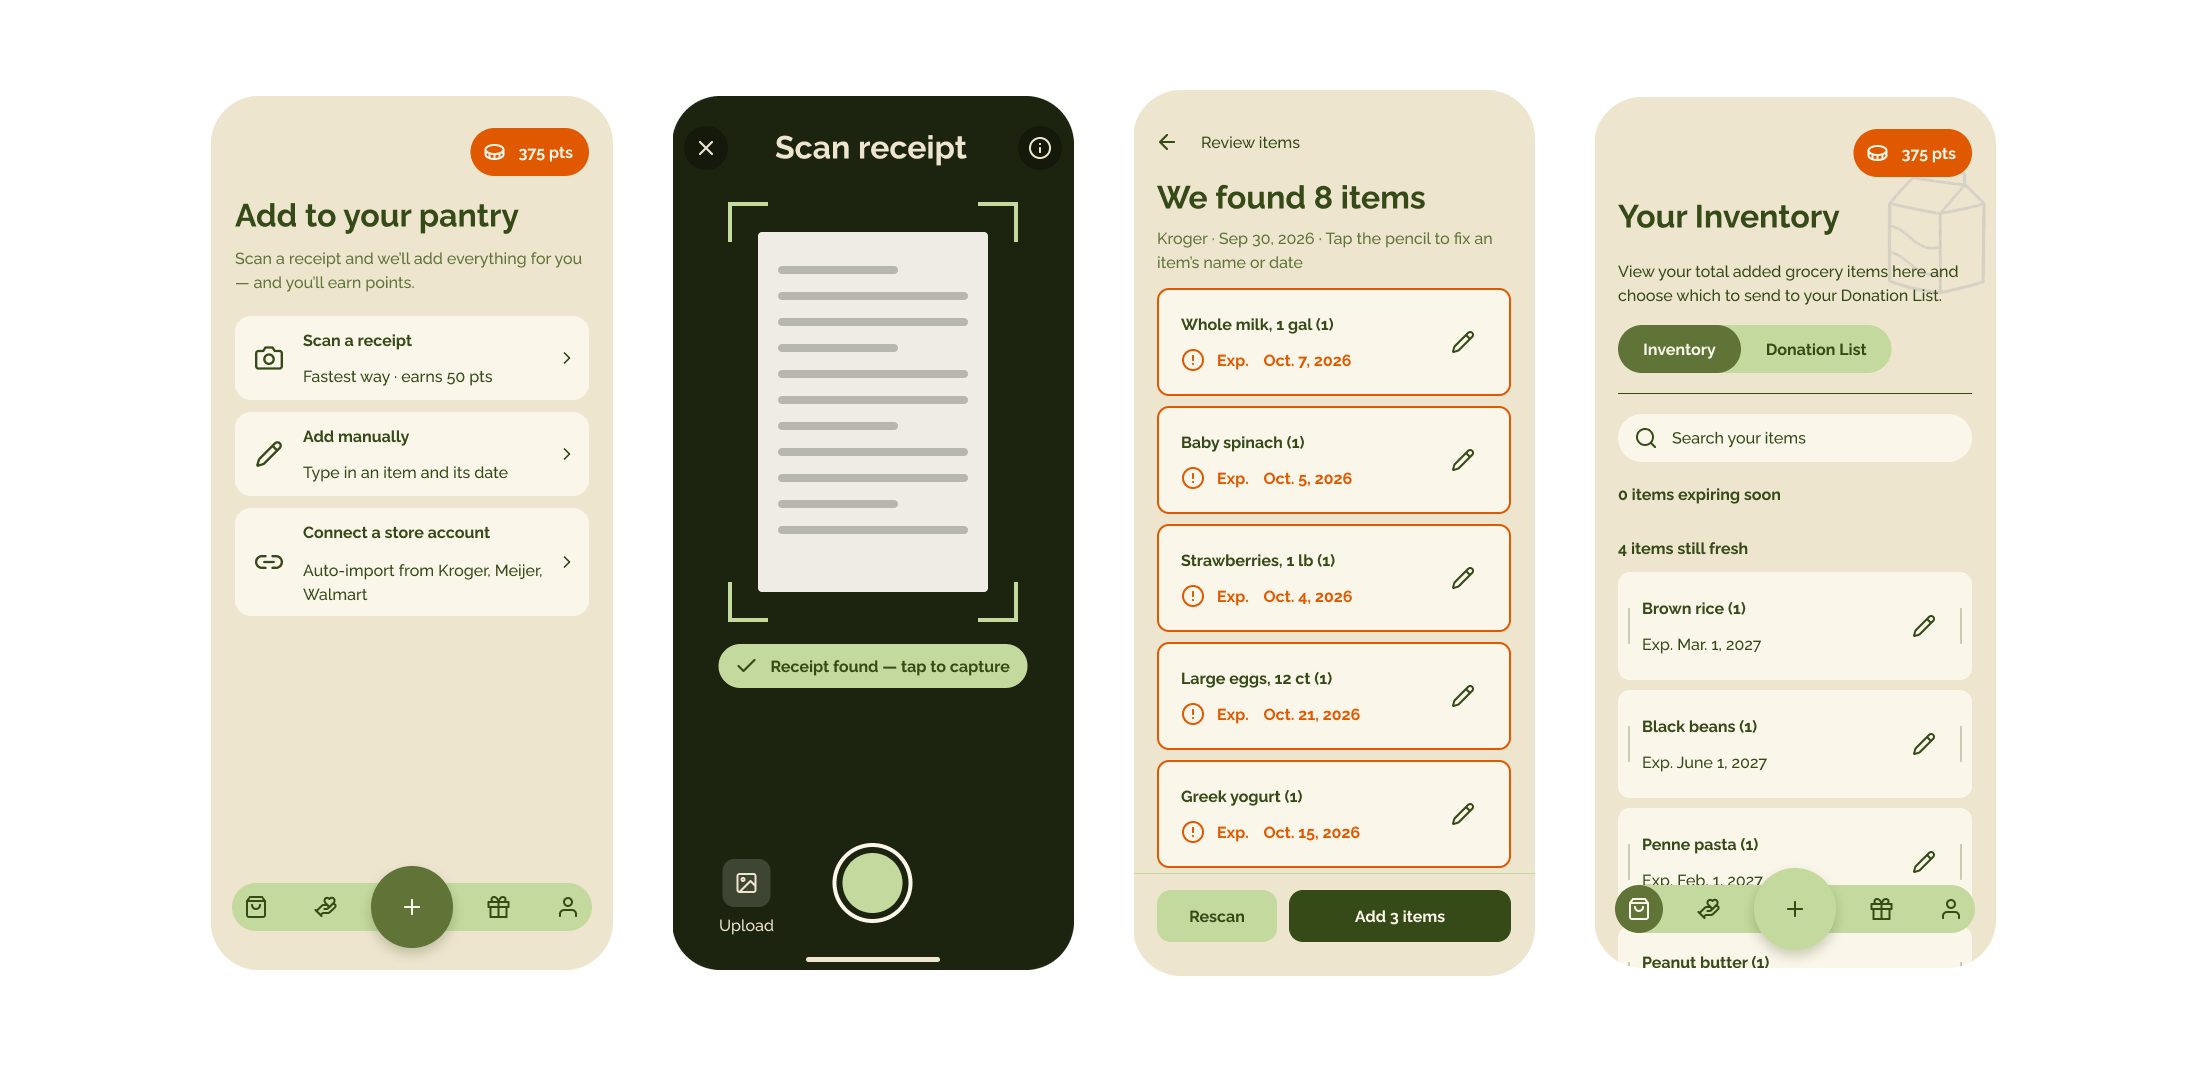 375 pts
Add to your pantry
Scan a receipt and we'll add everything for you
— and you'll earn points.
Scan a receipt
Fastest way · earns 50 pts
Add manually
Type in an item and its date
Connect a store account
Auto-import from Kroger, Meijer,
Walmart
Scan receipt
Receipt found — tap to capture
Upload
Review items
We found 8 items
Kroger · Sep 30, 2026 · Tap the pencil to fix an
item's name or date
Whole milk, 1 gal (1)
Exp. Oct. 7, 2026
Baby spinach (1)
Exp. Oct. 5, 2026
Strawberries, 1 lb (1)
Exp. Oct. 4, 2026
Large eggs, 12 ct (1)
Exp. Oct. 21, 2026
Greek yogurt (1)
Exp. Oct. 15, 2026
Rescan
Add 3 items
375 pts
Your Inventory
View your total added grocery items here and
choose which to send to your Donation List.
Inventory
Donation List
Search your items
0 items expiring soon
4 items still fresh
Brown rice (1)
Exp. Mar. 1, 2027
Black beans (1)
Exp. June 1, 2027
Penne pasta (1)
Exp. Feb. 1, 2027
Peanut butter (1)